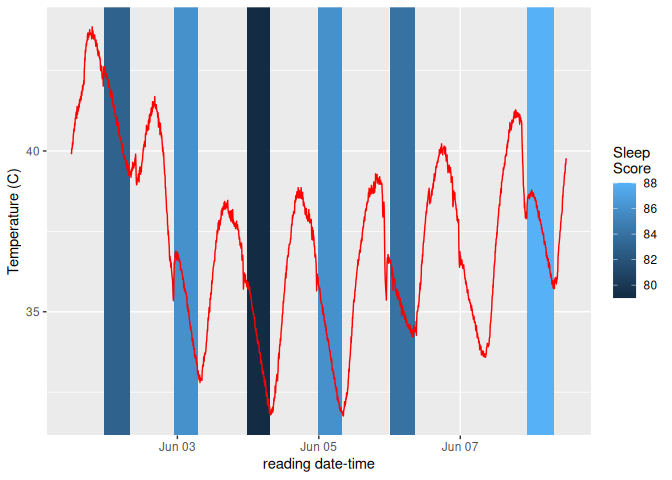 40
35
Temperature (C)
Jun 03
Jun 05
Jun 07
reading date-time
Sleep
Score
88
86
84
82
80